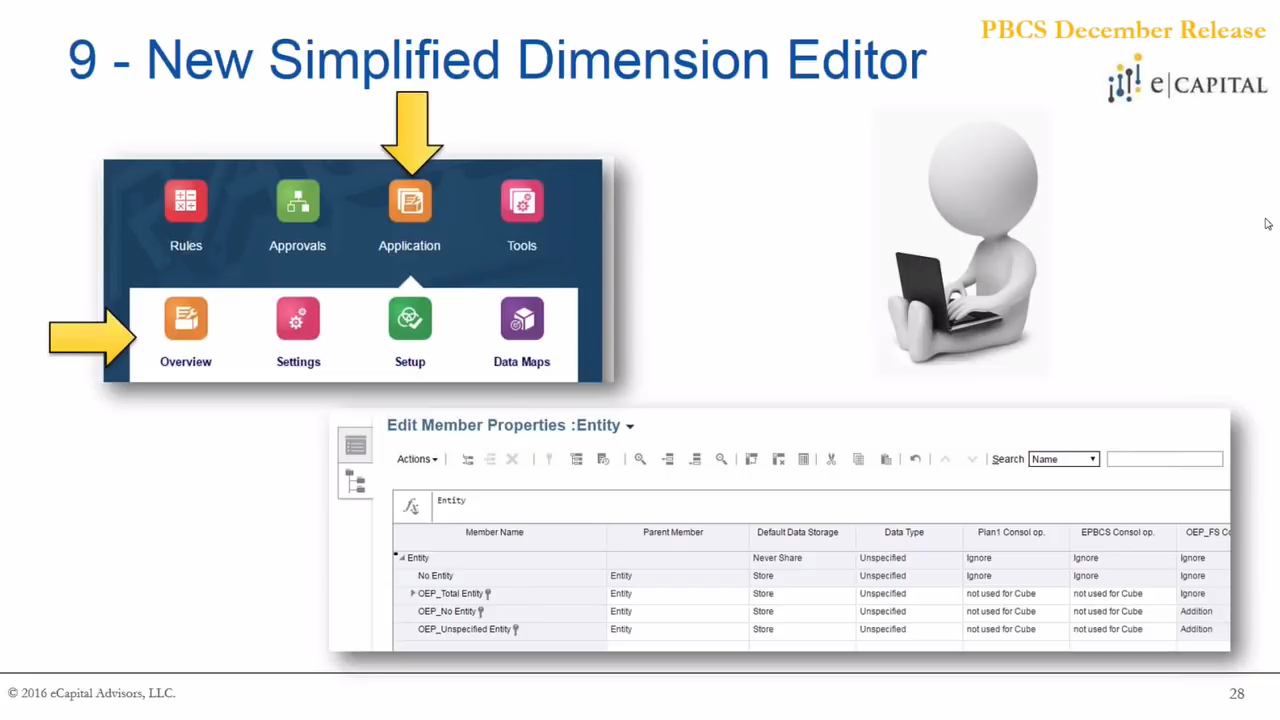 PBCS December Release
9 - New Simplified Dimension Editor
e|CAPITAL
Rules Approvals Application Tools
Overview Settings Setup Data Maps
Edit Member Properties :Entity
Actions Search Name
fx Entity
Member Name Parent Member Default Data Storage Data Type Plan1 Consol op. EPBCS Consol op. OEP_FS Co
Entity Never Share Unspecified Ignore Ignore Ignore
No Entity Entity Store Unspecified Ignore Ignore Ignore
OEP_Total Entity Entity Store Unspecified not used for Cube not used for Cube Ignore
OEP_No Entity Entity Store Unspecified not used for Cube not used for Cube Addition
OEP_Unspecified Entity Entity Store Unspecified not used for Cube not used for Cube Addition
© 2016 eCapital Advisors, LLC. 28